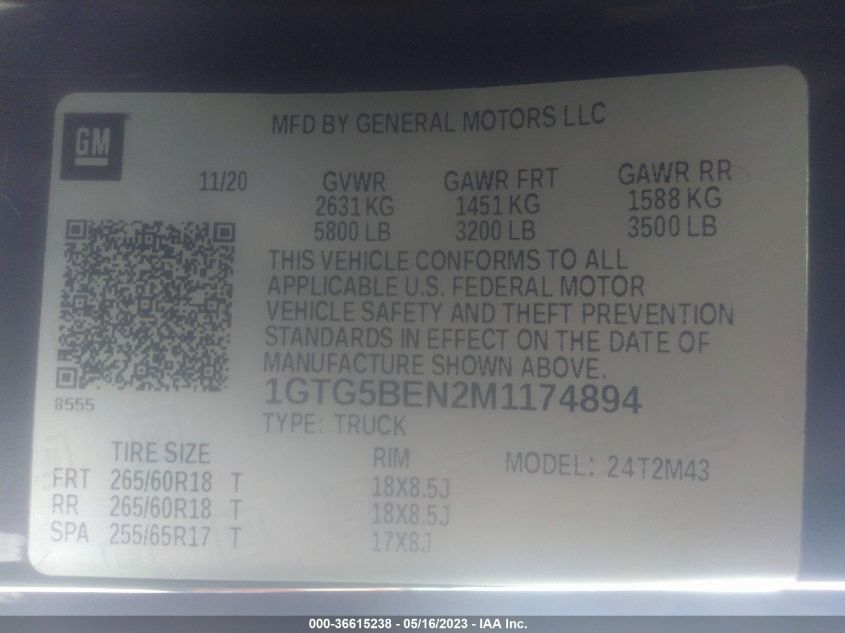 GM
MFD BY GENERAL MOTORS LLC
11/20
GVWR GAWR FRT GAWR RR
2631 KG 1451 KG 1588 KG
5800 LB 3200 LB 3500 LB
THIS VEHICLE CONFORMS TO ALL
APPLICABLE U.S. FEDERAL MOTOR
VEHICLE SAFETY AND THEFT PREVENTION
STANDARDS IN EFFECT ON THE DATE OF
MANUFACTURE SHOWN ABOVE.
8555
1GTG5BEN2M1174894
TYPE: TRUCK
TIRE SIZE RIM MODEL: 24T2M43
FRT 265/60R18 T 18X8.5J
RR 265/60R18 T 18X8.5J
SPA 255/65R17 T 17X8J
000-36615238 - 05/16/2023 - IAA Inc.